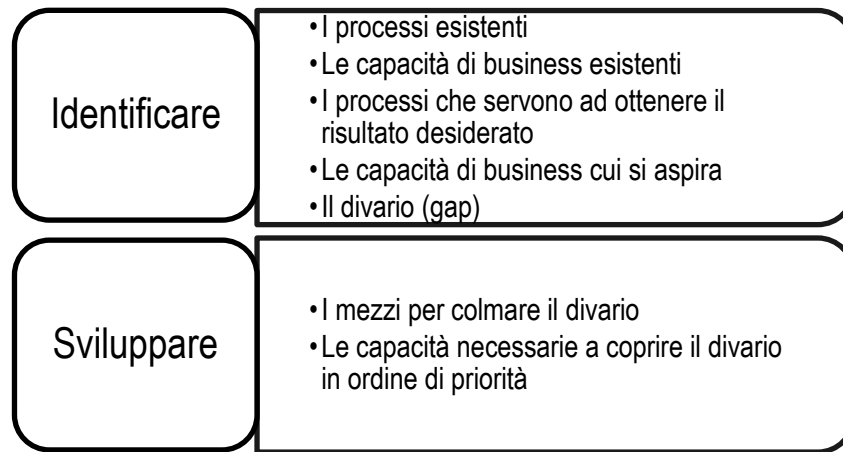 Identificare
•I processi esistenti
•Le capacità di business esistenti
•I processi che servono ad ottenere il
risultato desiderato
•Le capacità di business cui si aspira
•Il divario (gap)
Sviluppare
•I mezzi per colmare il divario
•Le capacità necessarie a coprire il divario
in ordine di priorità